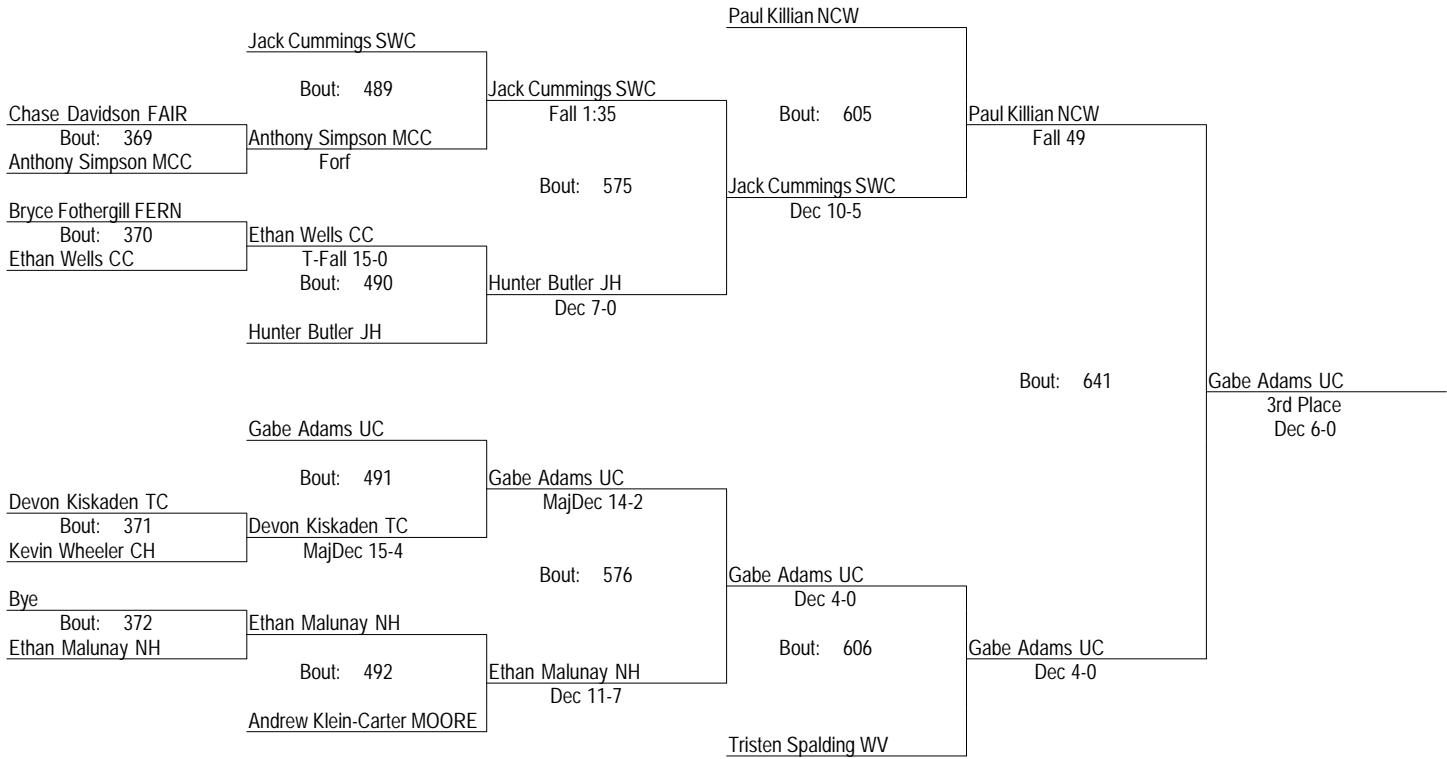 Paul Killian NCW
Jack Cummings SWC
Bout: 489
Jack Cummings SWC
Chase Davidson FAIR
Fall 1:35
Bout: 605
Paul Killian NCW
Bout: 369
Anthony Simpson MCC
Fall 49
Anthony Simpson MCC
Forf
Bout: 575
Jack Cummings SWC
Bryce Fothergill FERN
Dec 10-5
Bout: 370
Ethan Wells CC
Ethan Wells CC
T-Fall 15-0
Bout: 490
Hunter Butler JH
Dec 7-0
Hunter Butler JH
Bout: 641
Gabe Adams UC
3rd Place
Dec 6-0
Gabe Adams UC
Bout: 491
Gabe Adams UC
Devon Kiskaden TC
MajDec 14-2
Bout: 371
Devon Kiskaden TC
Kevin Wheeler CH
MajDec 15-4
Bout: 576
Gabe Adams UC
Bye
Dec 4-0
Bout: 372
Ethan Malunay NH
Ethan Malunay NH
Bout: 606
Gabe Adams UC
Bout: 492
Ethan Malunay NH
Dec 4-0
Dec 11-7
Andrew Klein-Carter MOORE
Tristen Spalding WV